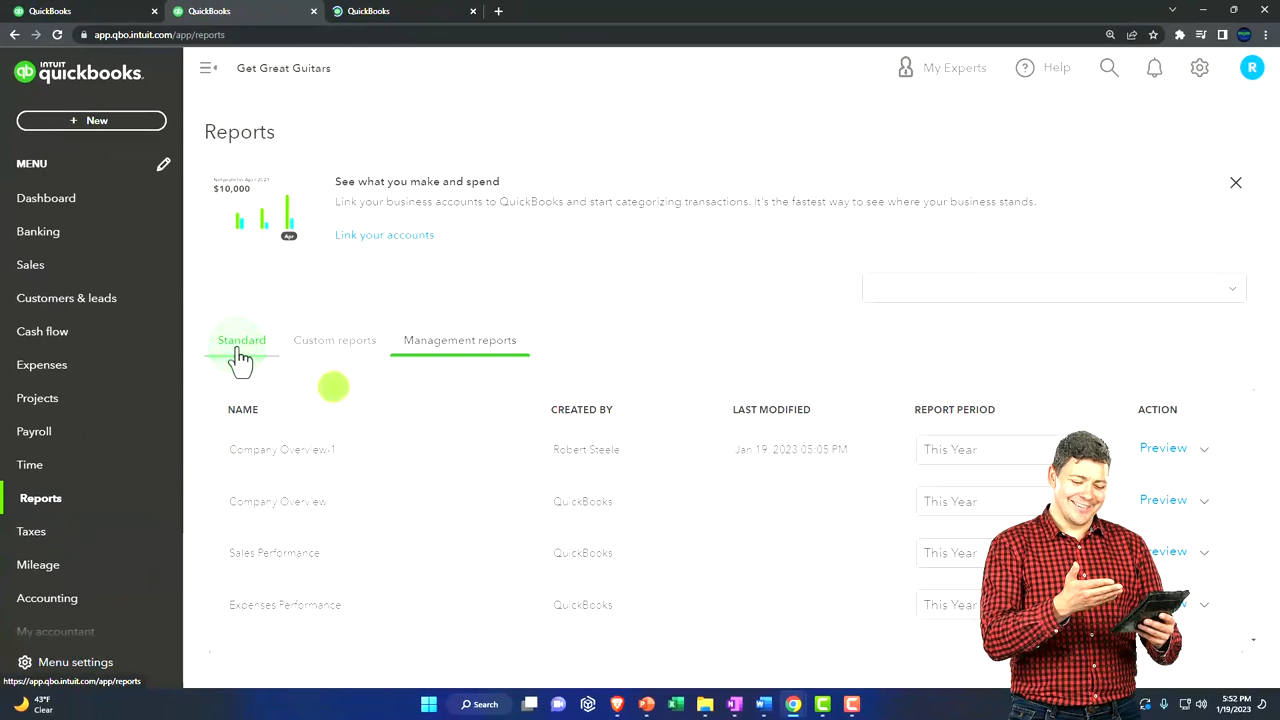 QuickBooks
QuickBooks
QuickBooks
app.qbo.intuit.com/app/reports
INTUIT
quickbooks.
Get Great Guitars
My Experts
Help
R
+ New
MENU
Dashboard
Banking
Sales
Customers & leads
Cash flow
Expenses
Projects
Payroll
Time
Reports
Taxes
Mileage
Accounting
My accountant
Menu settings
https://app.qbo.intuit.com/app/reports
Reports
$10,000
Apr
See what you make and spend
Link your business accounts to QuickBooks and start categorizing transactions. It's the fastest way to see where your business stands.
Link your accounts
Standard
Custom reports
Management reports
NAME CREATED BY LAST MODIFIED REPORT PERIOD ACTION
Company Overview-1 Robert Steele Jan 19, 2023 05:05 PM This Year Preview
Company Overview QuickBooks This Year Preview
Sales Performance QuickBooks This Year
Expenses Performance QuickBooks This Year
43°F
Clear
Search
5:52 PM
1/19/2023